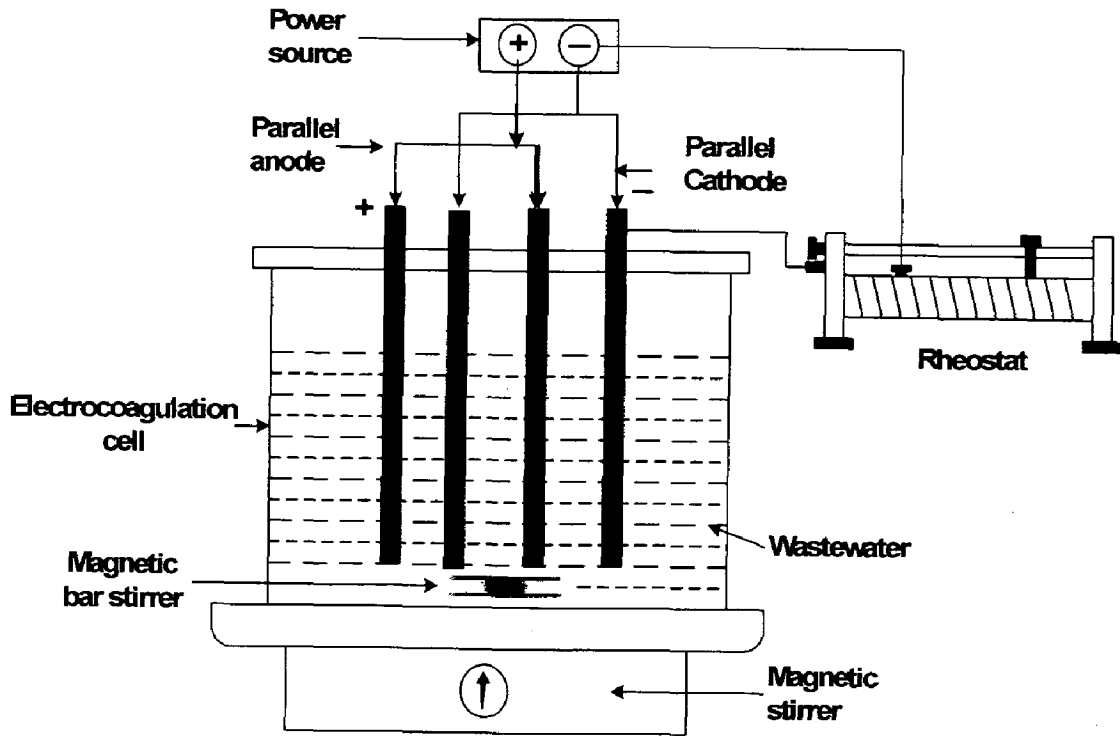 Power
source
+
−
Parallel
anode
Parallel
Cathode
+
−
Rheostat
Electrocoagulation
cell
Wastewater
Magnetic
bar stirrer
Magnetic
stirrer